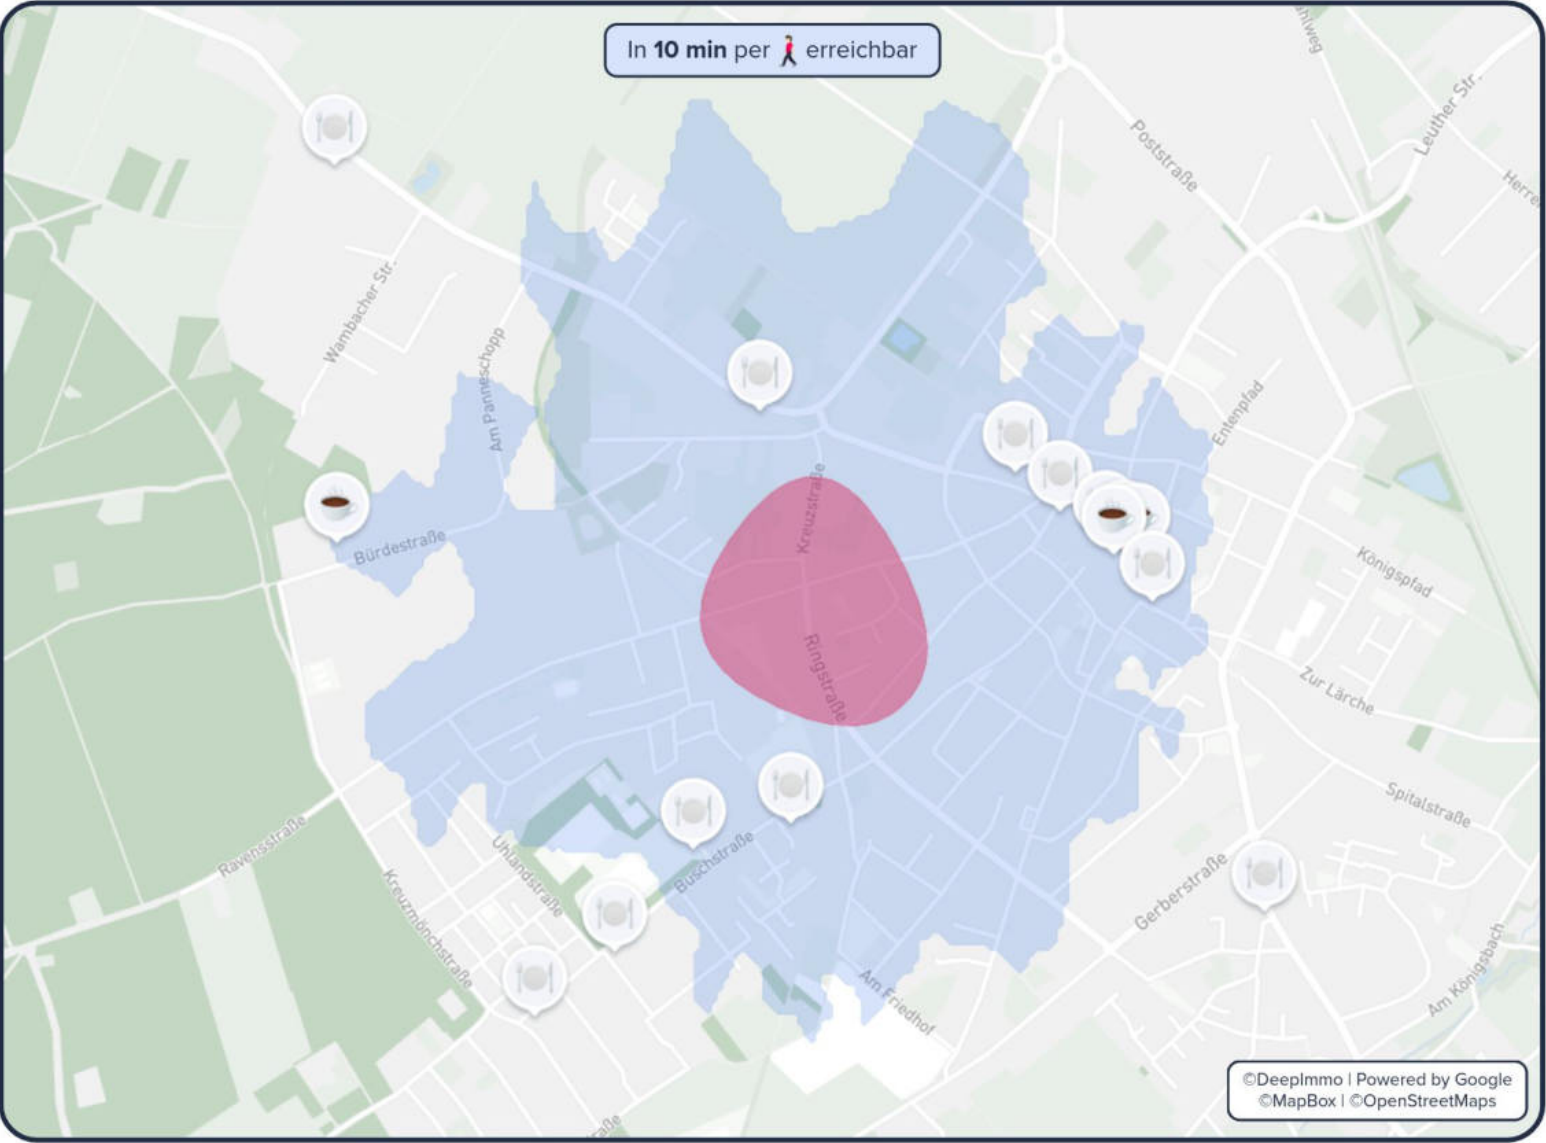 In 10 min per erreichbar
Poststraße
Leuther Str.
Wambacher Str.
Am Panneschopp
Entenpfad
Kreuzstraße
Bürdestraße
Königspfad
Ringstraße
Zur Lärche
Spitalstraße
Ravensstraße
Uhlandstraße
Buschstraße
Gerberstraße
Kreuzmönchstraße
Am Friedhof
Am Königsbach
©DeepImmo | Powered by Google
©MapBox | ©OpenStreetMaps